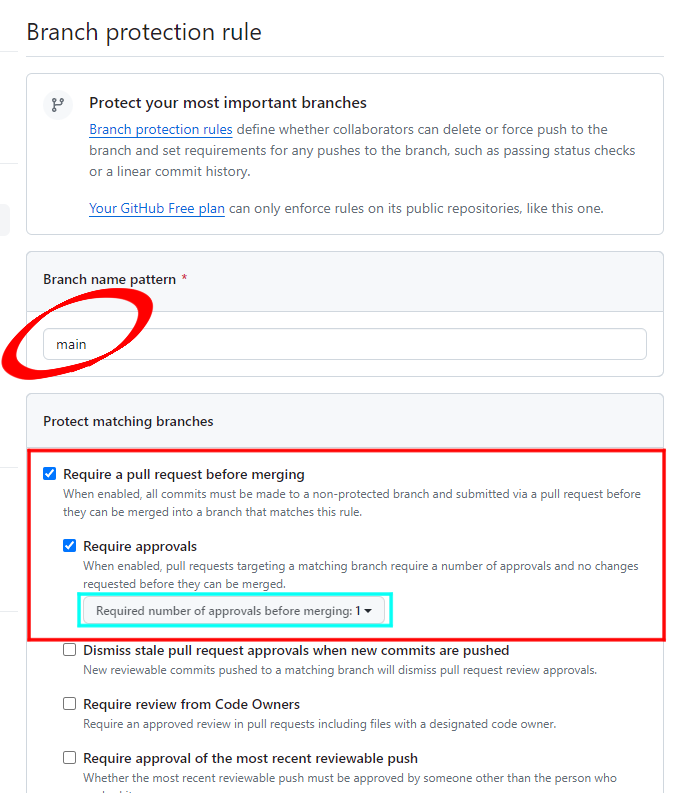 Branch protection rule
Protect your most important branches
Branch protection rules define whether collaborators can delete or force push to the
branch and set requirements for any pushes to the branch, such as passing status checks
or a linear commit history.
Your GitHub Free plan can only enforce rules on its public repositories, like this one.
Branch name pattern *
main
Protect matching branches
Require a pull request before merging
When enabled, all commits must be made to a non-protected branch and submitted via a pull request before
they can be merged into a branch that matches this rule.
Require approvals
When enabled, pull requests targeting a matching branch require a number of approvals and no changes
requested before they can be merged.
Required number of approvals before merging: 1
Dismiss stale pull request approvals when new commits are pushed
New reviewable commits pushed to a matching branch will dismiss pull request review approvals.
Require review from Code Owners
Require an approved review in pull requests including files with a designated code owner.
Require approval of the most recent reviewable push
Whether the most recent reviewable push must be approved by someone other than the person who